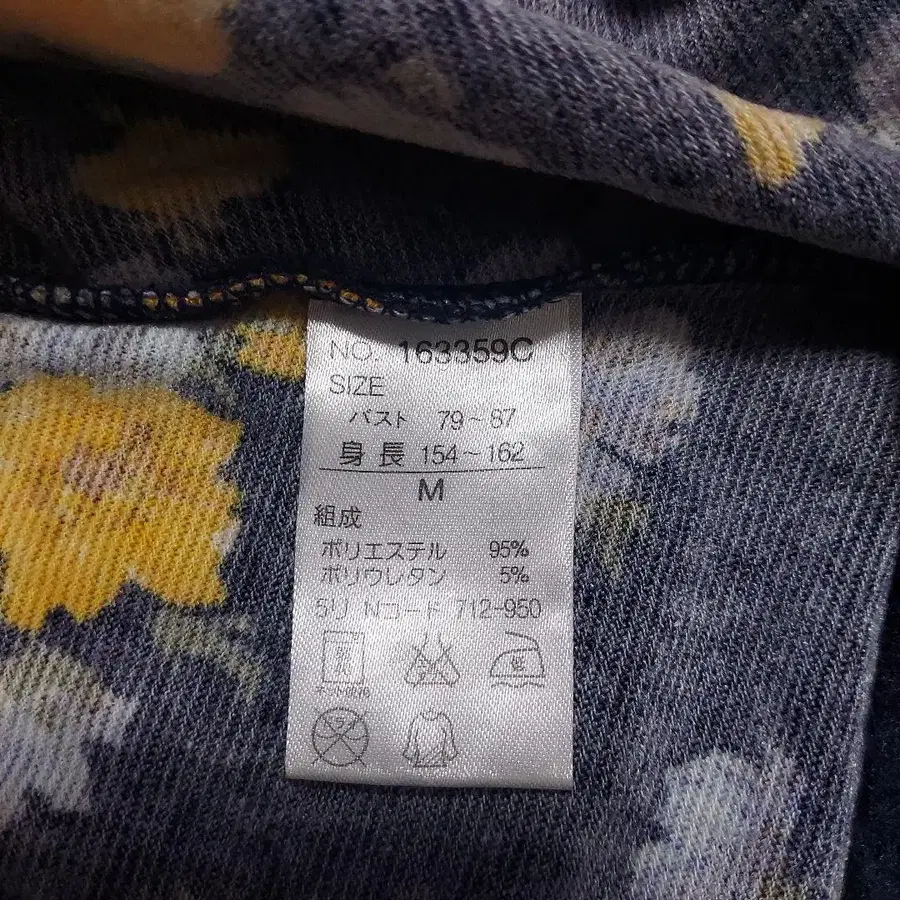 NO. 163359C
SIZE
バスト 79~87
身長 154~162
M
組成
ポリエステル 95%
ポリウレタン 5%
Nコード 712-950
低